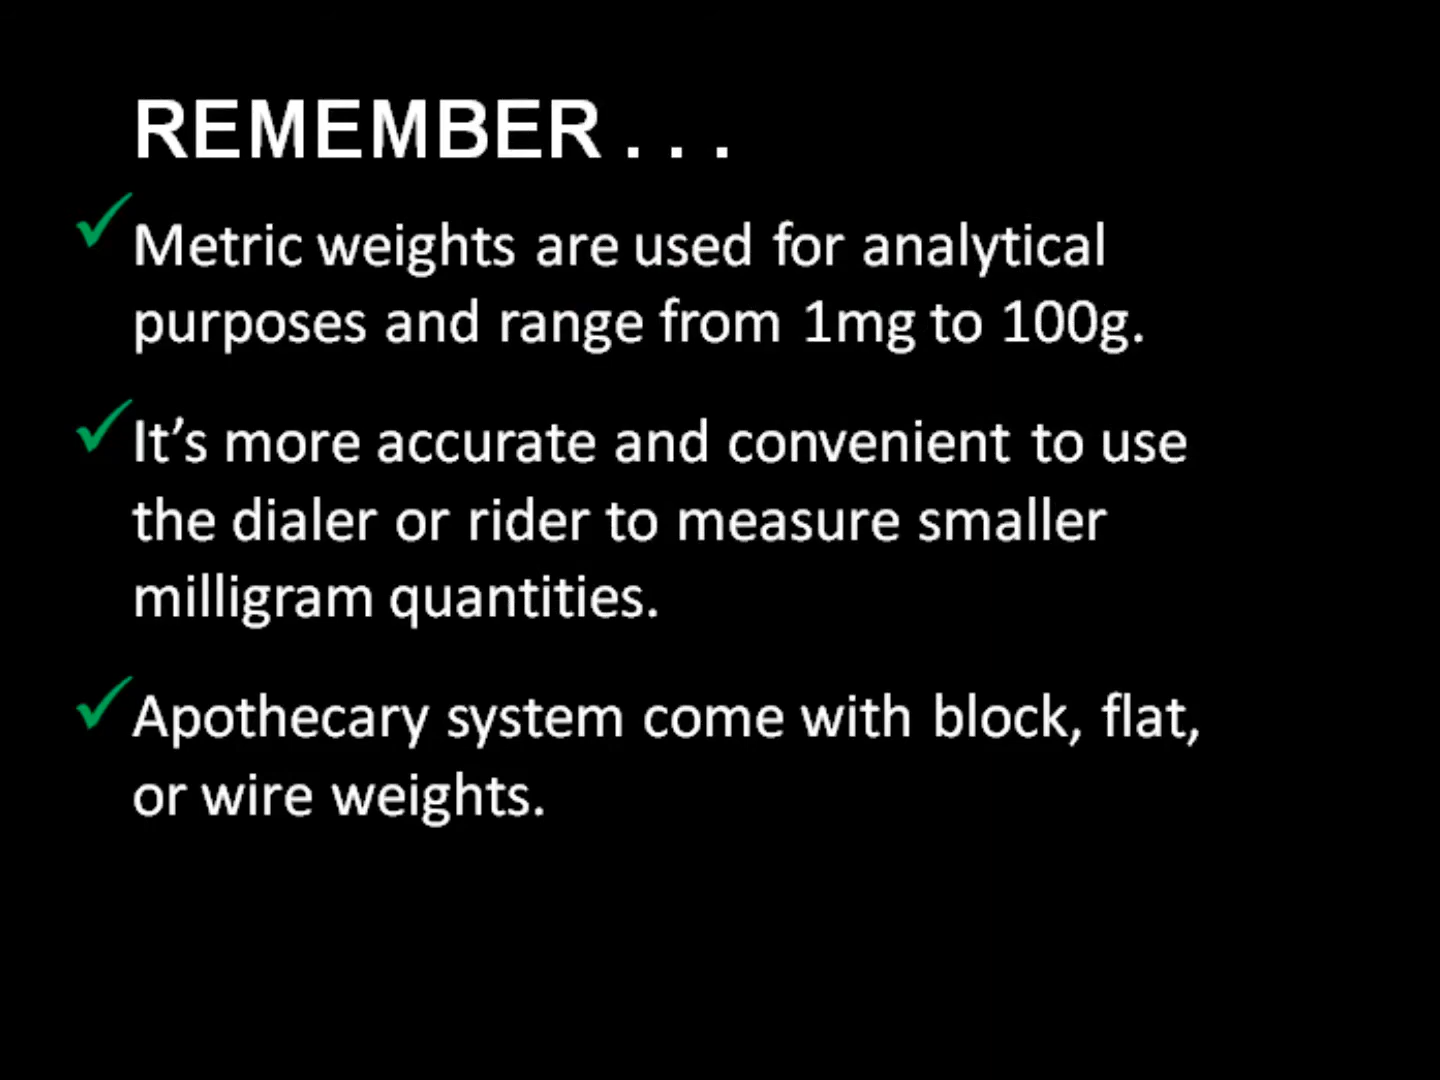 REMEMBER . . .
✓Metric weights are used for analytical
purposes and range from 1mg to 100g.
✓It’s more accurate and convenient to use
the dialer or rider to measure smaller
milligram quantities.
✓Apothecary system come with block, flat,
or wire weights.